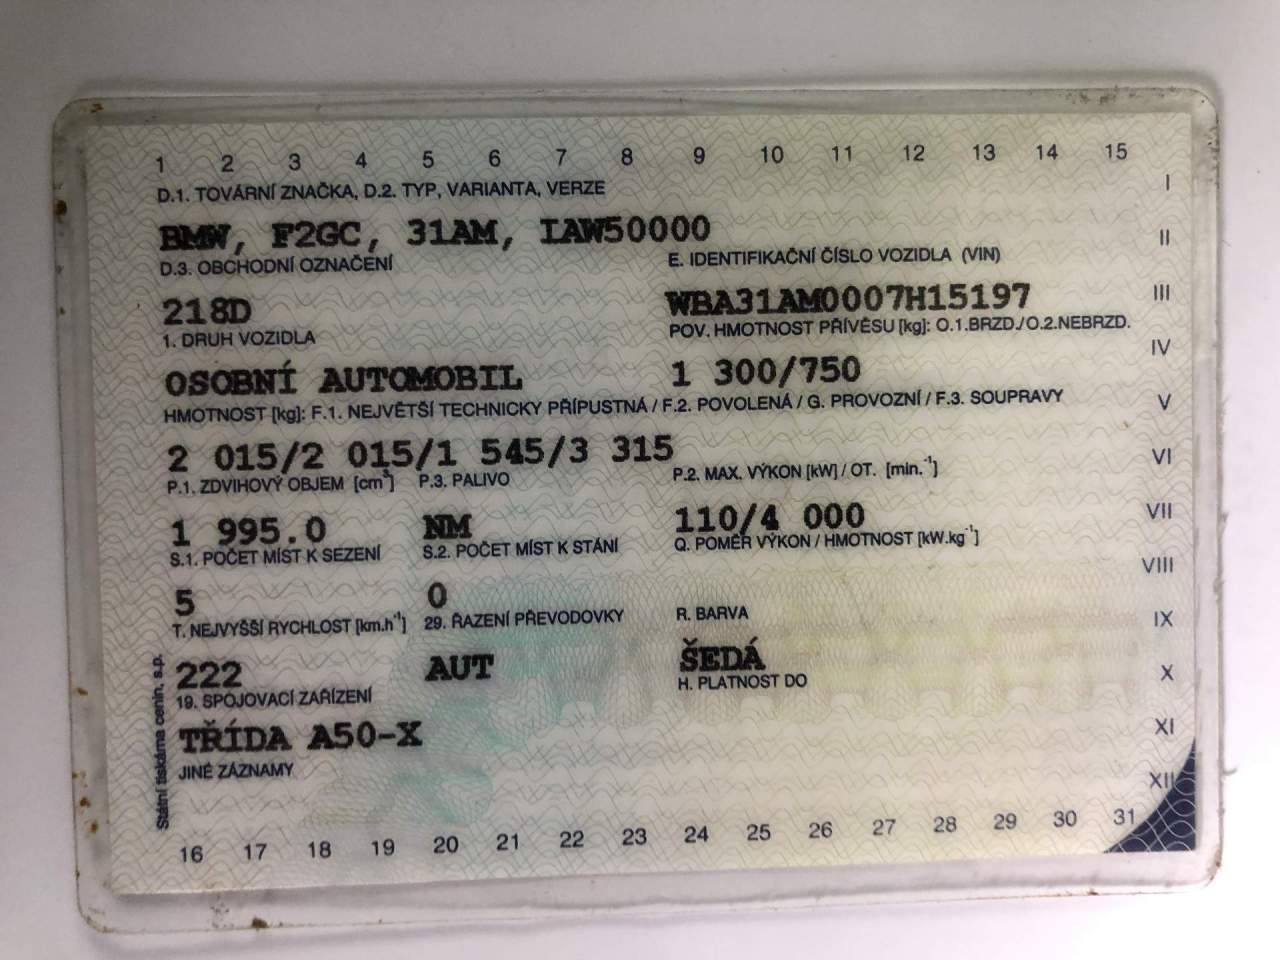 1 2 3 4 5 6 7 8 9 10 11 12 13 14 15
D.1. TOVÁRNÍ ZNAČKA, D.2. TYP, VARIANTA, VERZE
I
BMW, F2GC, 31AM, IAW50000
II
D.3. OBCHODNÍ OZNAČENÍ E. IDENTIFIKAČNÍ ČÍSLO VOZIDLA (VIN)
218D WBA31AM0007H15197
III
1. DRUH VOZIDLA POV. HMOTNOST PŘÍVĚSU [kg]: O.1.BRZD./O.2.NEBRZD.
IV
OSOBNÍ AUTOMOBIL 1 300/750
HMOTNOST [kg]: F.1. NEJVĚTŠÍ TECHNICKY PŘÍPUSTNÁ / F.2. POVOLENÁ / G. PROVOZNÍ / F.3. SOUPRAVY
V
2 015/2 015/1 545/3 315
VI
P.1. ZDVIHOVÝ OBJEM [cm³] P.3. PALIVO P.2. MAX. VÝKON [kW] / OT. [min.⁻¹]
1 995.0 NM 110/4 000
VII
S.1. POČET MÍST K SEZENÍ S.2. POČET MÍST K STÁNÍ Q. POMĚR VÝKON / HMOTNOST [kW.kg⁻¹]
VIII
5 0
T. NEJVYŠŠÍ RYCHLOST [km.h⁻¹] 29. ŘAZENÍ PŘEVODOVKY R. BARVA
IX
222 AUT ŠEDÁ
X
19. SPOJOVACÍ ZAŘÍZENÍ H. PLATNOST DO
TŘÍDA A50-X
XI
JINÉ ZÁZNAMY
XII
Státní tiskárna cenin, s.p.
16 17 18 19 20 21 22 23 24 25 26 27 28 29 30 31